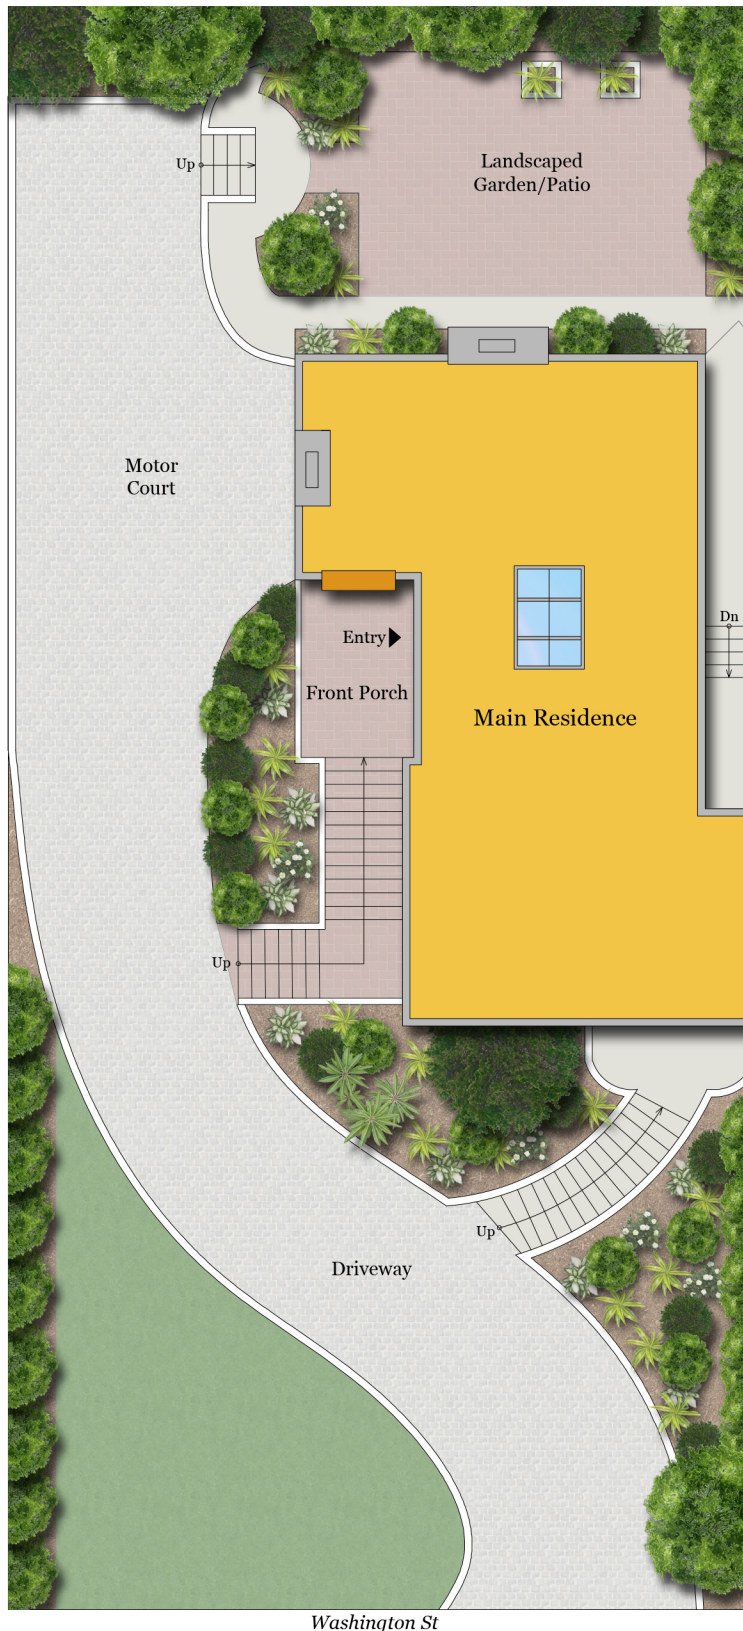 Up
Landscaped
Garden/Patio
Motor
Court
Entry
Dn
Front Porch
Main Residence
Up
Up
Driveway
Washington St